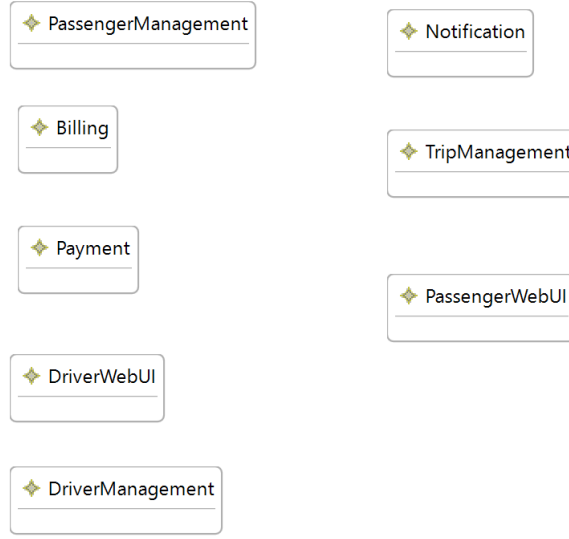 PassengerManagement
Notification
Billing
TripManagement
Payment
PassengerWebUI
DriverWebUI
DriverManagement